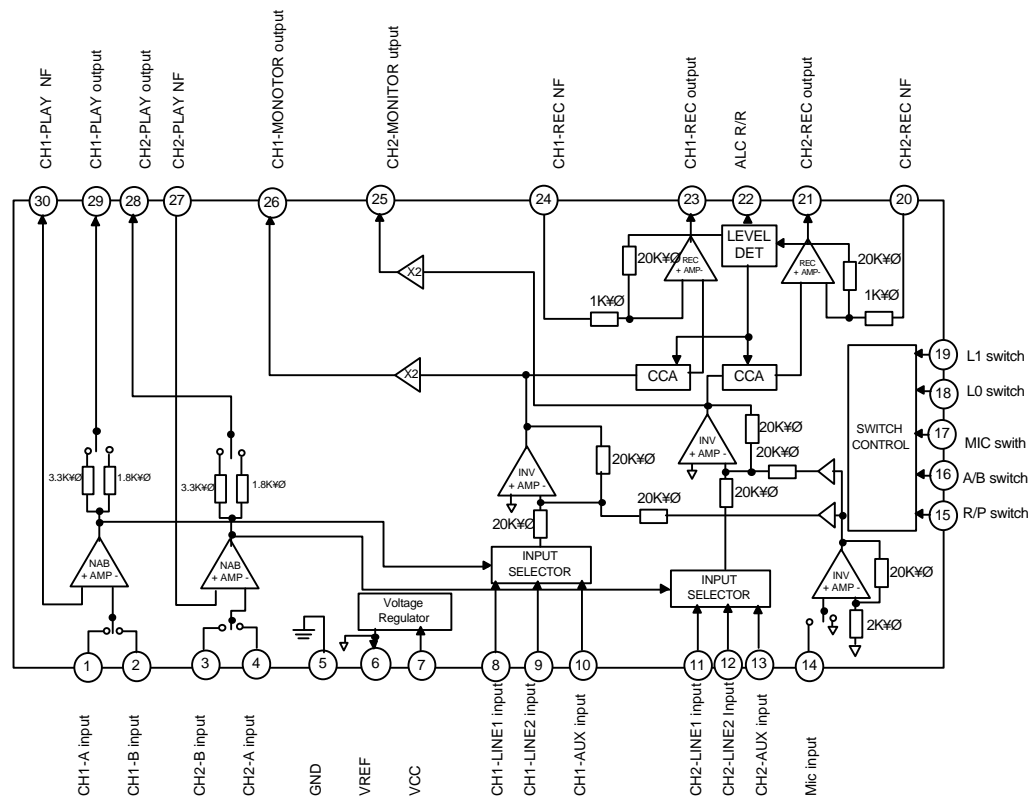 CH1-PLAY NF
CH1-PLAY output
CH2-PLAY output
CH2-PLAY NF
CH1-MONOTOR output
CH2-MONITOR utput
CH1-REC NF
CH1-REC output
ALC R/R
CH2-REC output
CH2-REC NF
30
29
28
27
26
25
24
23
22
21
20
LEVEL
DET
20K¥Ø
REC
+ AMP-
REC
+ AMP-
20K¥Ø
X2
1K¥Ø
1K¥Ø
19
L1 switch
X2
CCA
CCA
18
L0 switch
SWITCH
CONTROL
17
MIC swith
20K¥Ø
INV
+ AMP -
20K¥Ø
INV
+ AMP -
20K¥Ø
16
A/B switch
3.3K¥Ø
1.8K¥Ø
3.3K¥Ø
1.8K¥Ø
20K¥Ø
20K¥Ø
15
R/P switch
20K¥Ø
NAB
+ AMP -
NAB
+ AMP -
INPUT
SELECTOR
INPUT
SELECTOR
INV
+ AMP-
20K¥Ø
Voltage
Regulator
2K¥Ø
1
2
3
4
5
6
7
8
9
10
11
12
13
14
CH1-A input
CH1-B input
CH2-B input
CH2-A input
GND
VREF
VCC
CH1-LINE1 input
CH1-LINE2 input
CH1-AUX input
CH2-LINE1 input
CH2-LINE2 Input
CH2-AUX input
Mic input